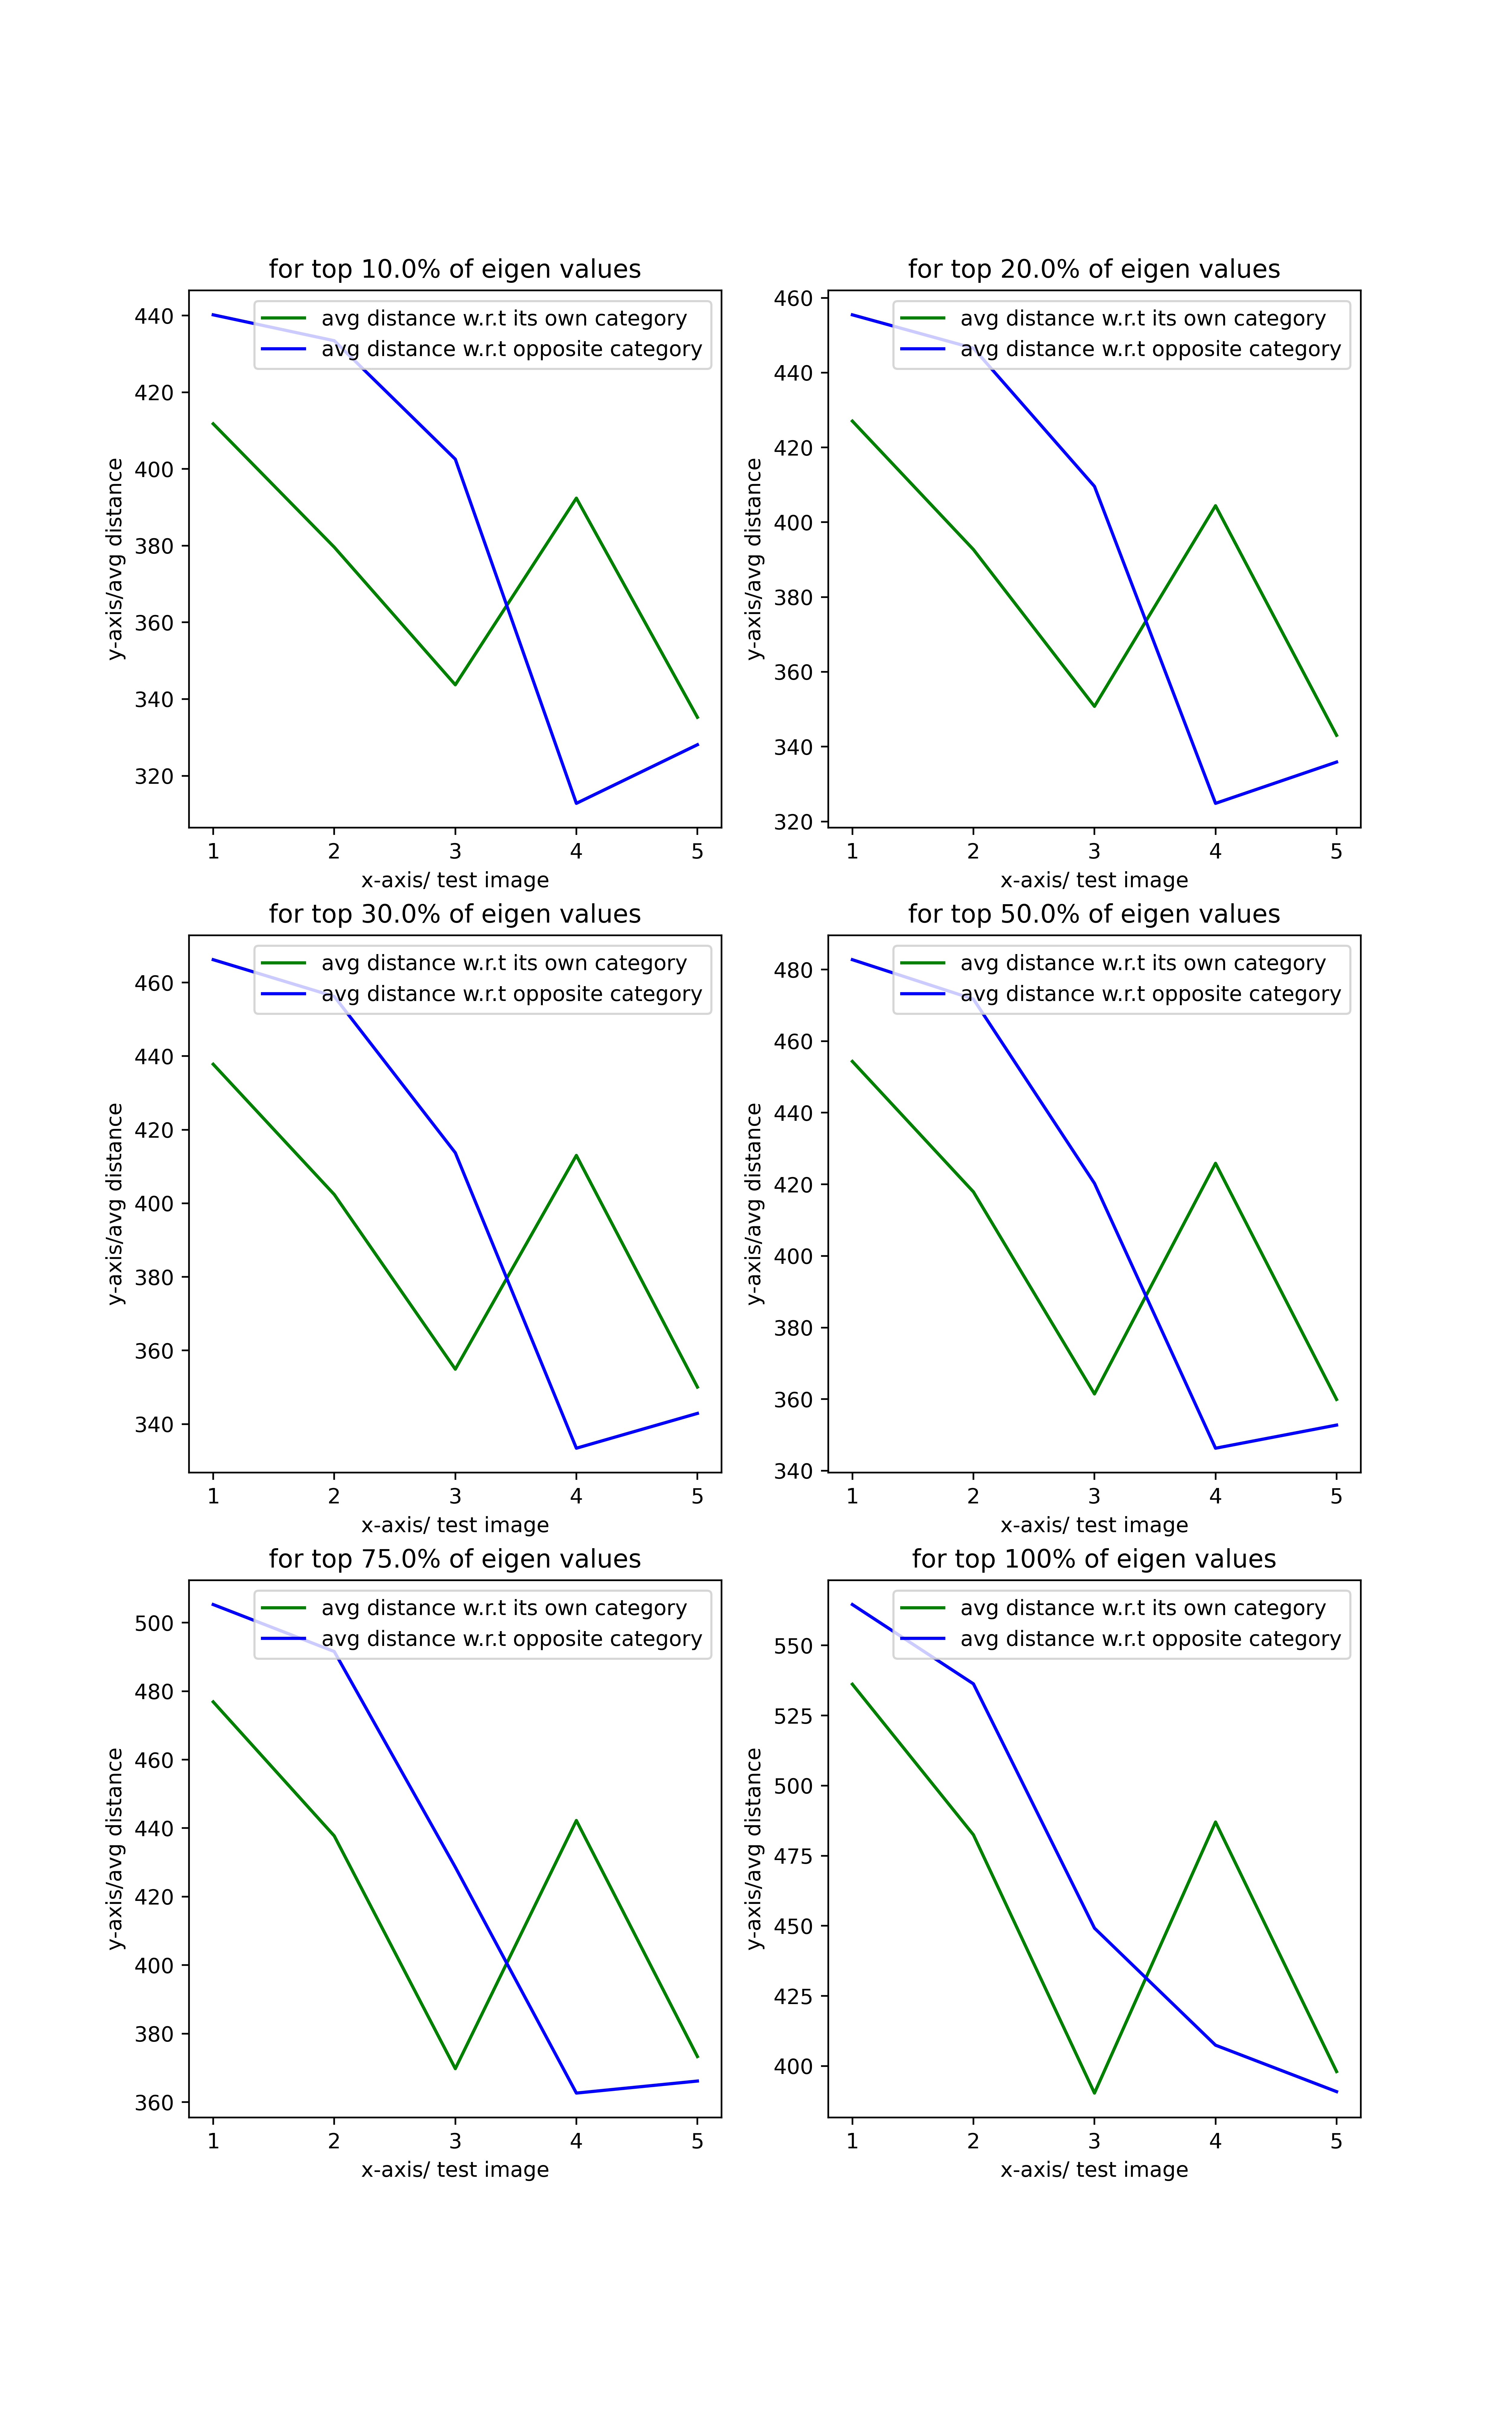 for top 10.0% of eigen values
avg distance w.r.t its own category
avg distance w.r.t opposite category
y-axis/avg distance
440
420
400
380
360
340
320
1 2 3 4 5
x-axis/ test image
for top 20.0% of eigen values
avg distance w.r.t its own category
avg distance w.r.t opposite category
y-axis/avg distance
460
440
420
400
380
360
340
320
1 2 3 4 5
x-axis/ test image
for top 30.0% of eigen values
avg distance w.r.t its own category
avg distance w.r.t opposite category
y-axis/avg distance
460
440
420
400
380
360
340
1 2 3 4 5
x-axis/ test image
for top 50.0% of eigen values
avg distance w.r.t its own category
avg distance w.r.t opposite category
y-axis/avg distance
480
460
440
420
400
380
360
340
1 2 3 4 5
x-axis/ test image
for top 75.0% of eigen values
avg distance w.r.t its own category
avg distance w.r.t opposite category
y-axis/avg distance
500
480
460
440
420
400
380
360
1 2 3 4 5
x-axis/ test image
for top 100% of eigen values
avg distance w.r.t its own category
avg distance w.r.t opposite category
y-axis/avg distance
550
525
500
475
450
425
400
1 2 3 4 5
x-axis/ test image